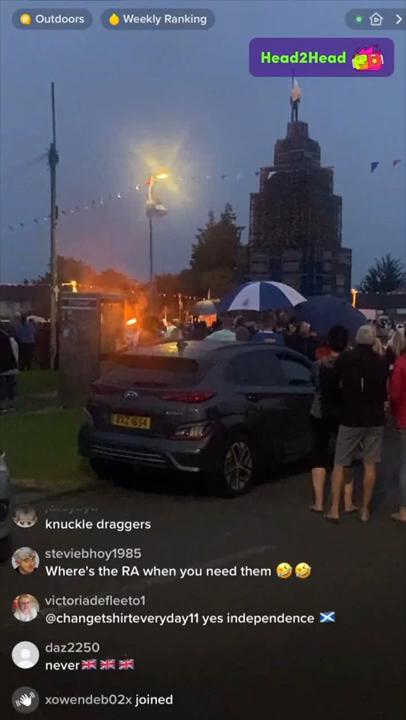 Outdoors
Weekly Ranking
Head2Head
knuckle draggers
steviebhoy1985
Where's the RA when you need them 🤣🤣
victoriadefleeto1
@changetshirteveryday11 yes independence 🏴󠁧󠁢󠁳󠁣󠁴󠁿
daz2250
never🇬🇧🇬🇧🇬🇧
xowendeb02x joined